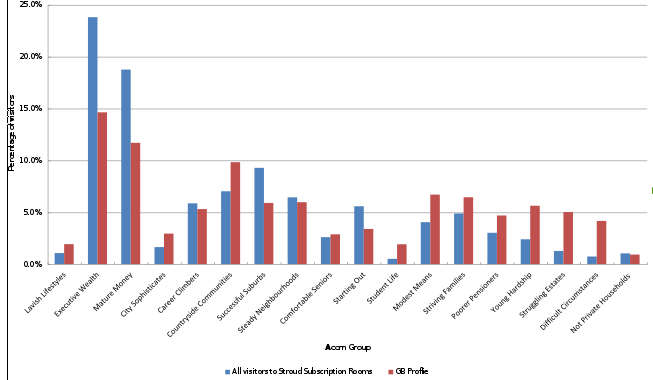 25.0%
20.0%
15.0%
10.0%
5.0%
0.0%
Percentage of visitors
Lavish Lifestyles
Executive Wealth
Mature Money
City Sophisticates
Career Climbers
Countryside Communities
Successful Suburbs
Steady Neighbourhoods
Comfortable Seniors
Starting Out
Student Life
Modest Means
Striving Families
Poorer Pensioners
Young Hardship
Struggling Estates
Difficult Circumstances
Not Private Households
Acorn Group
All visitors to Stroud Subscription Rooms
GB Profile